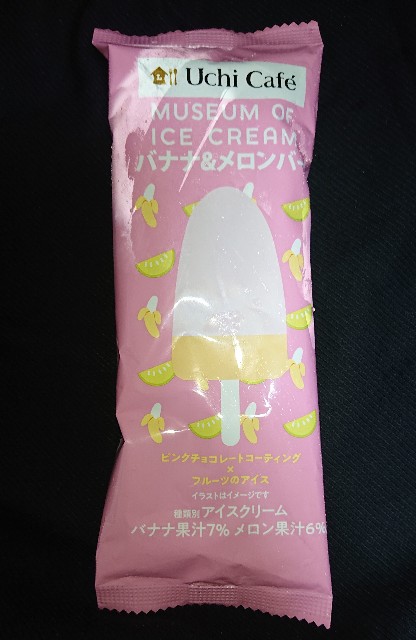 Uchi Café
MUSEUM OF
ICE CREAM
バナナ&メロンバー
ピンクチョコレートコーティング
×
フルーツのアイス
イラストはイメージです
種類別 アイスクリーム
バナナ果汁7% メロン果汁6%